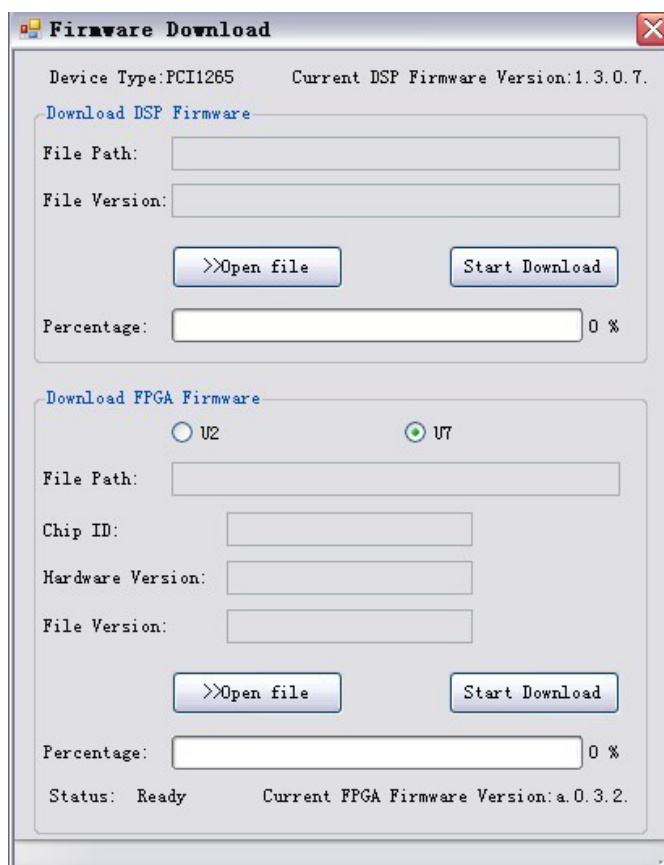 Firmware Download
Device Type:PCI1265 Current DSP Firmware Version:1.3.0.7.
Download DSP Firmware
File Path:
File Version:
>>Open file Start Download
Percentage: 0 %
Download FPGA Firmware
U2 U7
File Path:
Chip ID:
Hardware Version:
File Version:
>>Open file Start Download
Percentage: 0 %
Status: Ready Current FPGA Firmware Version:a.0.3.2.